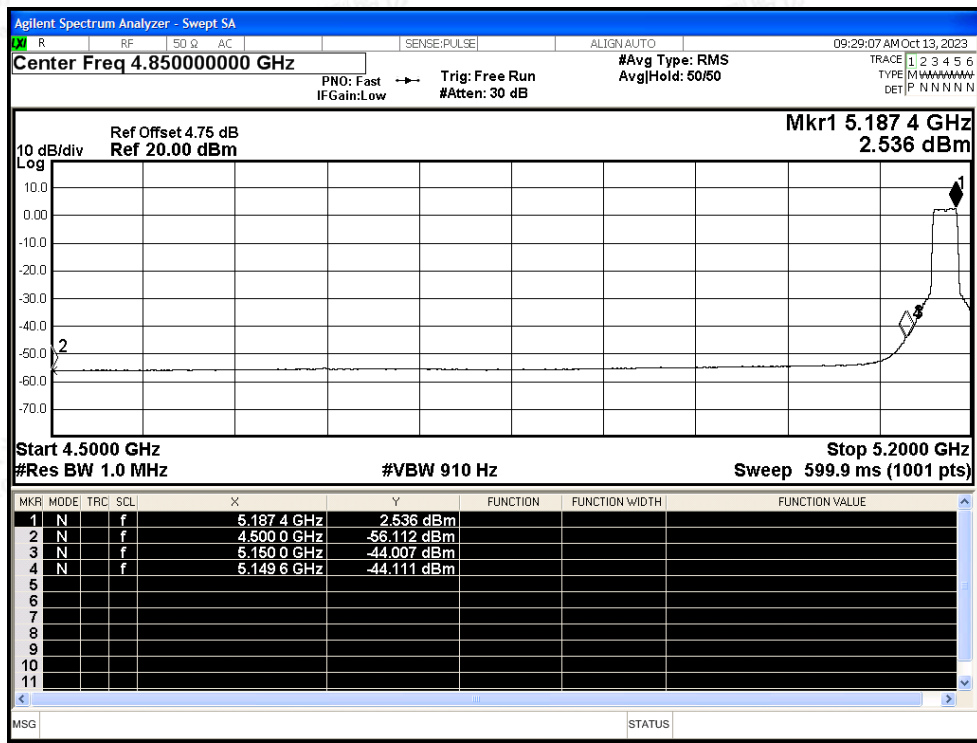 Agilent Spectrum Analyzer - Swept SA
LXI R RF 50 Ω AC SENSE:PULSE ALIGN AUTO 09:29:07 AM Oct 13, 2023
Center Freq 4.850000000 GHz #Avg Type: RMS TRACE 1 2 3 4 5 6
PNO: Fast Trig: Free Run Avg|Hold: 50/50 TYPE M
IFGain:Low #Atten: 30 dB DET P N N N N N
Mkr1 5.187 4 GHz
Ref Offset 4.75 dB
10 dB/div Ref 20.00 dBm 2.536 dBm
Log
1
10.0
0.00
-10.0
-20.0
-30.0
-40.0
2
-50.0
-60.0
-70.0
Start 4.5000 GHz Stop 5.2000 GHz
#Res BW 1.0 MHz #VBW 910 Hz Sweep 599.9 ms (1001 pts)
MKR MODE TRC SCL X Y FUNCTION FUNCTION WIDTH FUNCTION VALUE
1 N f 5.187 4 GHz 2.536 dBm
2 N f 4.500 0 GHz -56.112 dBm
3 N f 5.150 0 GHz -44.007 dBm
4 N f 5.149 6 GHz -44.111 dBm
5
6
7
8
9
10
11
MSG STATUS